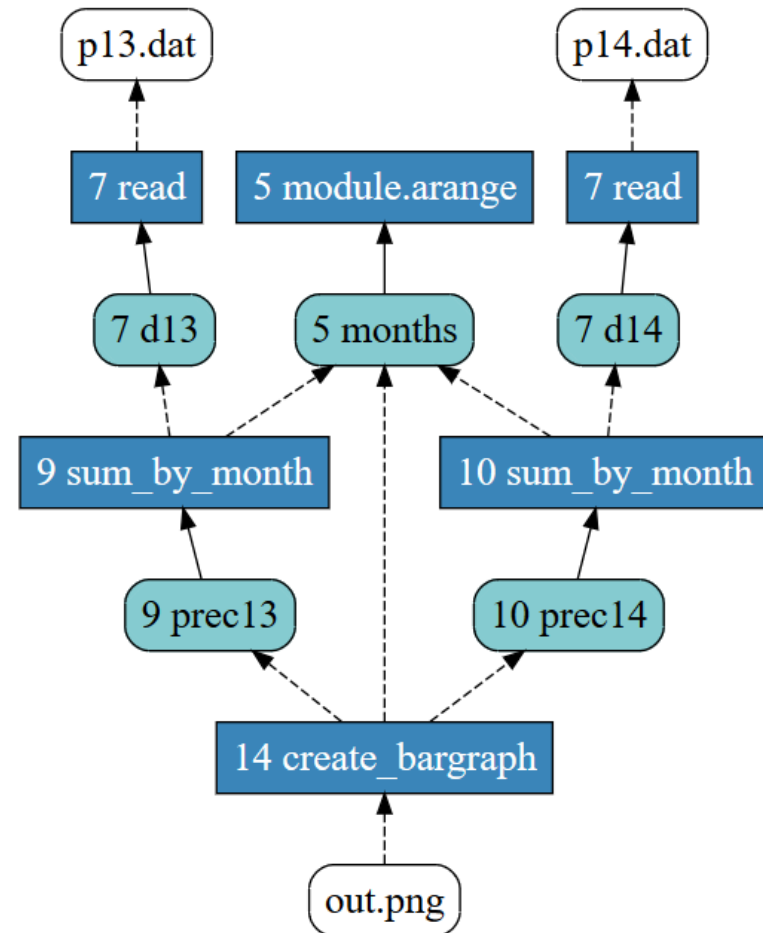 p13.dat
p14.dat
7 read
5 module.arange
7 read
7 d13
5 months
7 d14
9 sum_by_month
10 sum_by_month
9 prec13
10 prec14
14 create_bargraph
out.png